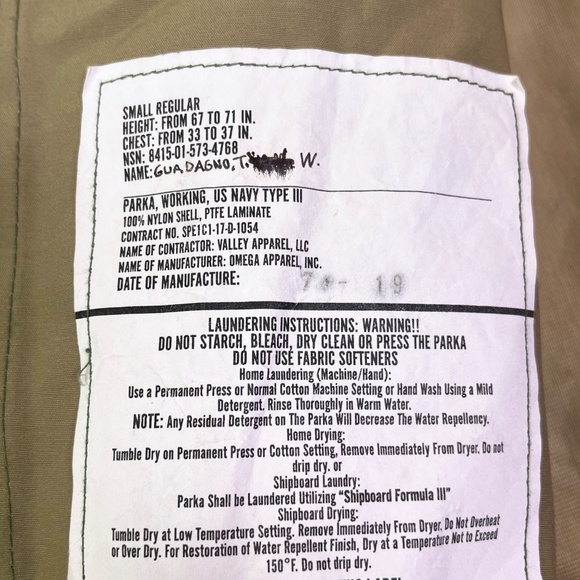 SMALL REGULAR
HEIGHT: FROM 67 TO 71 IN.
CHEST: FROM 33 TO 37 IN.
NSN: 8415-01-573-4768
NAME: GUADAGNO, T. W.
PARKA, WORKING, US NAVY TYPE III
100% NYLON SHELL, PTFE LAMINATE
CONTRACT NO. SPE1C1-17-D-1054
NAME OF CONTRACTOR: VALLEY APPAREL, LLC
NAME OF MANUFACTURER: OMEGA APPAREL, INC.
DATE OF MANUFACTURE: 19
LAUNDERING INSTRUCTIONS: WARNING!!
DO NOT STARCH, BLEACH, DRY CLEAN OR PRESS THE PARKA
DO NOT USE FABRIC SOFTENERS
Home Laundering (Machine/Hand):
Use a Permanent Press or Normal Cotton Machine Setting or Hand Wash Using a Mild
Detergent. Rinse Thoroughly in Warm Water.
NOTE: Any Residual Detergent on The Parka Will Decrease The Water Repellency.
Home Drying:
Tumble Dry on Permanent Press or Cotton Setting, Remove Immediately From Dryer. Do not
drip dry. or
Shipboard Laundry:
Parka Shall be Laundered Utilizing "Shipboard Formula III"
Shipboard Drying:
Tumble Dry at Low Temperature Setting. Remove Immediately From Dryer. Do Not Overheat
or Over Dry. For Restoration of Water Repellent Finish, Dry at a Temperature Not to Exceed
150°F. Do not drip dry.